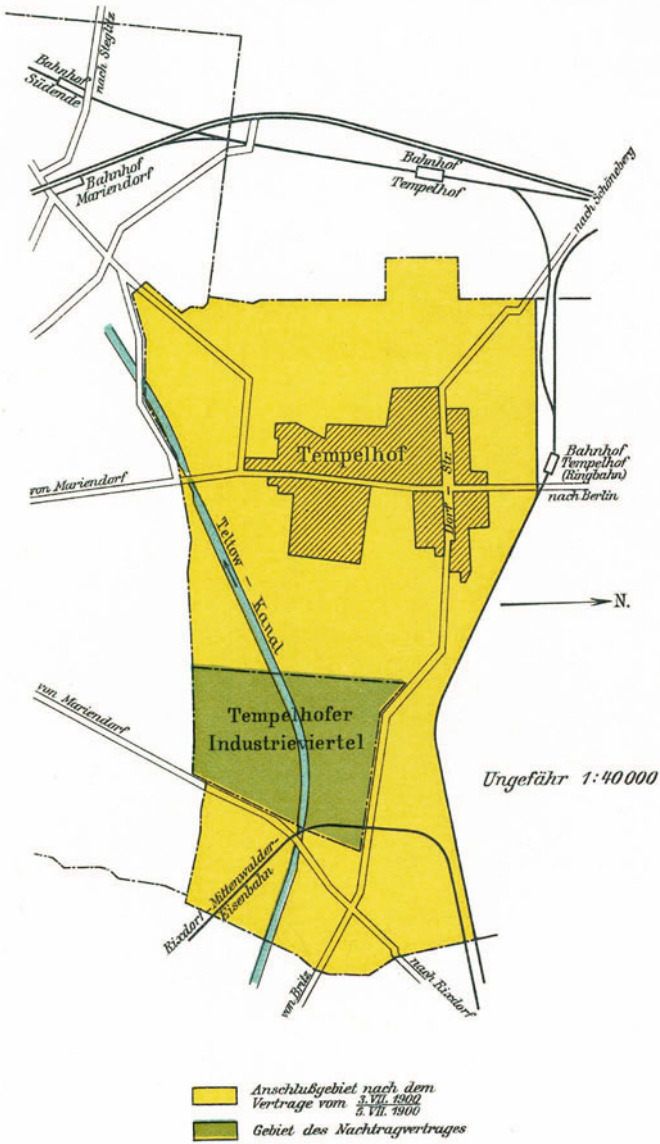 nach Steglitz
Bahnhof
Südende
Bahnhof
Mariendorf
Bahnhof
Tempelhof
nach Schöneberg
Tempelhof
Dorf – Str.
Bahnhof
Tempelhof
(Ringbahn)
nach Berlin
von Mariendorf
Teltow – Kanal
N.
von Mariendorf
Tempelhofer
Industrieviertel
Ungefähr 1:40000
Rixdorf–Mittenwalder-
Eisenbahn
von Britz
nach Rixdorf
Anschlußgebiet nach dem
Vertrage vom 3.VII. 1900
5.VII. 1900
Gebiet des Nachtragvertrages